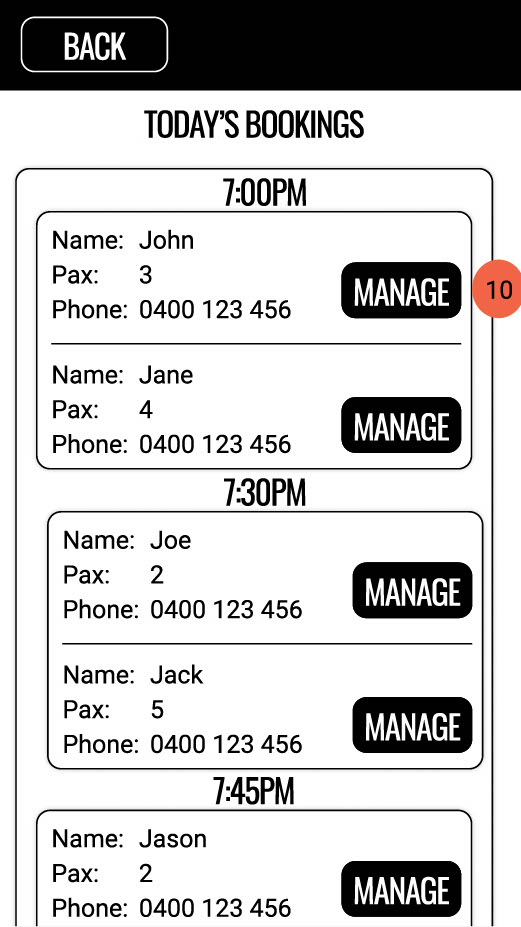 BACK
TODAY'S BOOKINGS
7:00PM
Name: John
Pax: 3
MANAGE
10
Phone: 0400 123 456
Name: Jane
Pax: 4
MANAGE
Phone: 0400 123 456
7:30PM
Name: Joe
Pax: 2
MANAGE
Phone: 0400 123 456
Name: Jack
Pax: 5
MANAGE
Phone: 0400 123 456
7:45PM
Name: Jason
Pax: 2
MANAGE
Phone: 0400 123 456